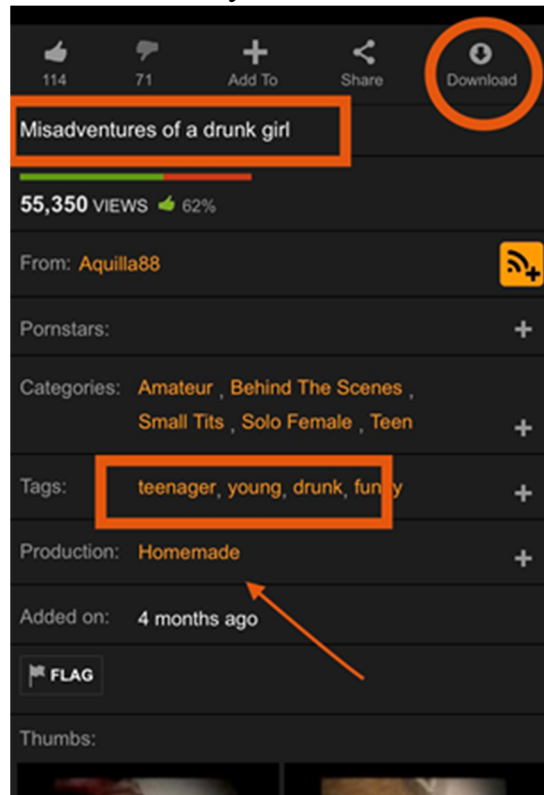 114 71 Add To Share Download
Misadventures of a drunk girl
55,350 VIEWS 62%
From: Aquilla88
Pornstars:
Categories: Amateur , Behind The Scenes ,
Small Tits , Solo Female , Teen
Tags: teenager, young, drunk, funny
Production: Homemade
Added on: 4 months ago
FLAG
Thumbs: